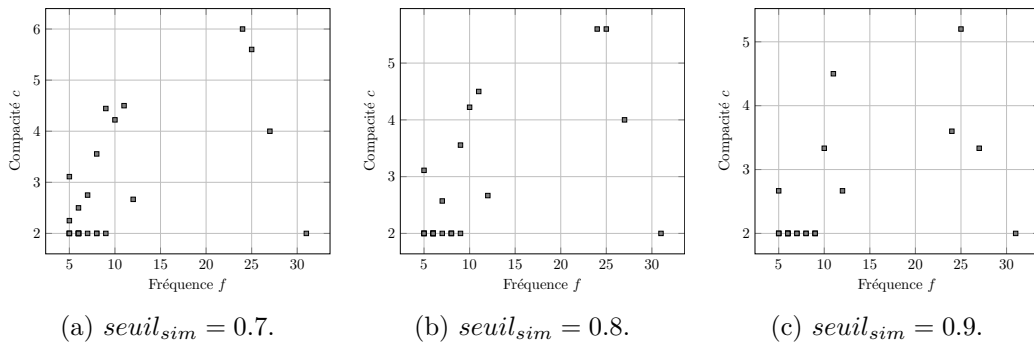 6
5
4
3
2
Compacité c
5 10 15 20 25 30
Fréquence f
(a) seuil_sim = 0.7.
5
4
3
2
Compacité c
5 10 15 20 25 30
Fréquence f
(b) seuil_sim = 0.8.
5
4
3
2
Compacité c
5 10 15 20 25 30
Fréquence f
(c) seuil_sim = 0.9.